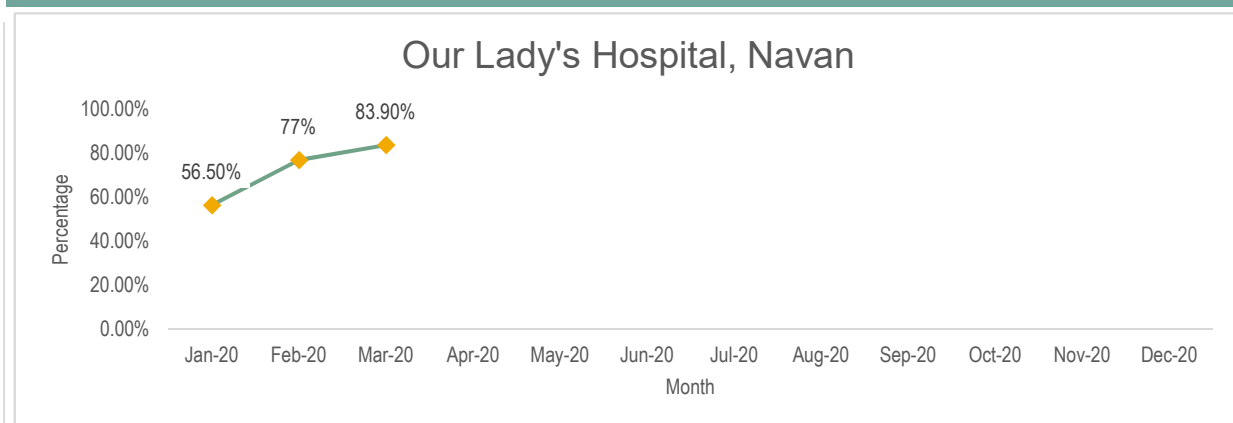 Our Lady's Hospital, Navan
100.00%
80.00%
60.00%
40.00%
20.00%
0.00%
Percentage
56.50%
77%
83.90%
Jan-20 Feb-20 Mar-20 Apr-20 May-20 Jun-20 Jul-20 Aug-20 Sep-20 Oct-20 Nov-20 Dec-20
Month